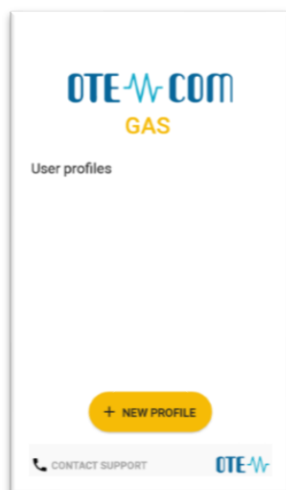 OTE COM
GAS
User profiles
+ NEW PROFILE
CONTACT SUPPORT
OTE